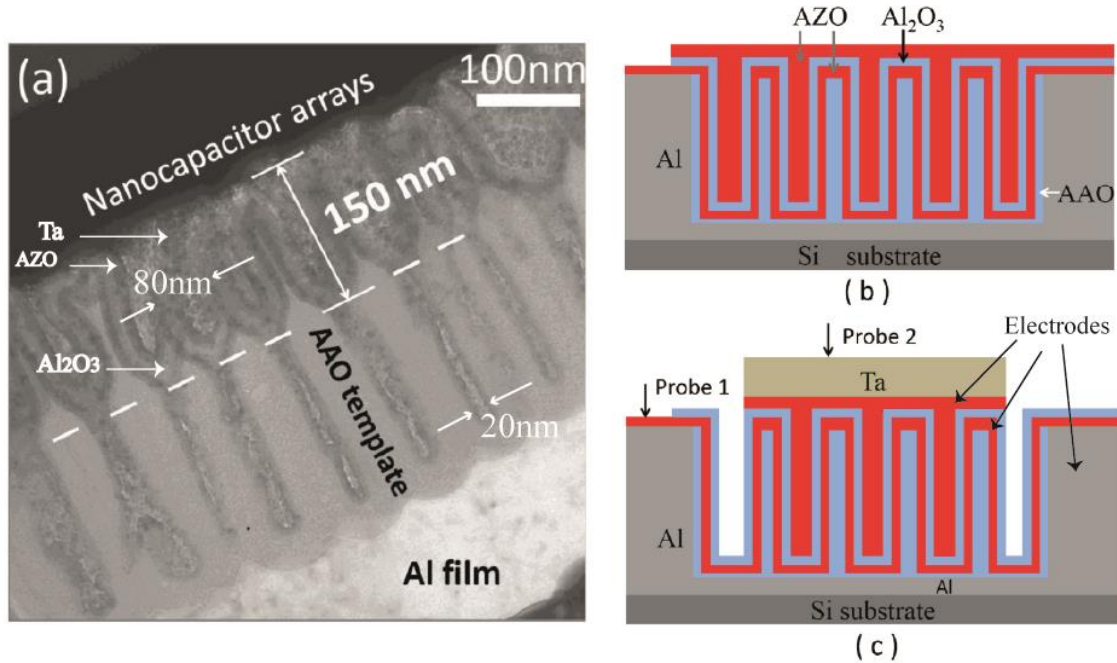 (a)
100nm
Nanocapacitor arrays
150 nm
Ta
AZO
80nm
Al2O3
AAO template
20nm
Al film
AZO
Al₂O₃
Al
AAO
Si substrate
( b )
Electrodes
Probe 2
Probe 1
Ta
Al
Al
Si substrate
( c )